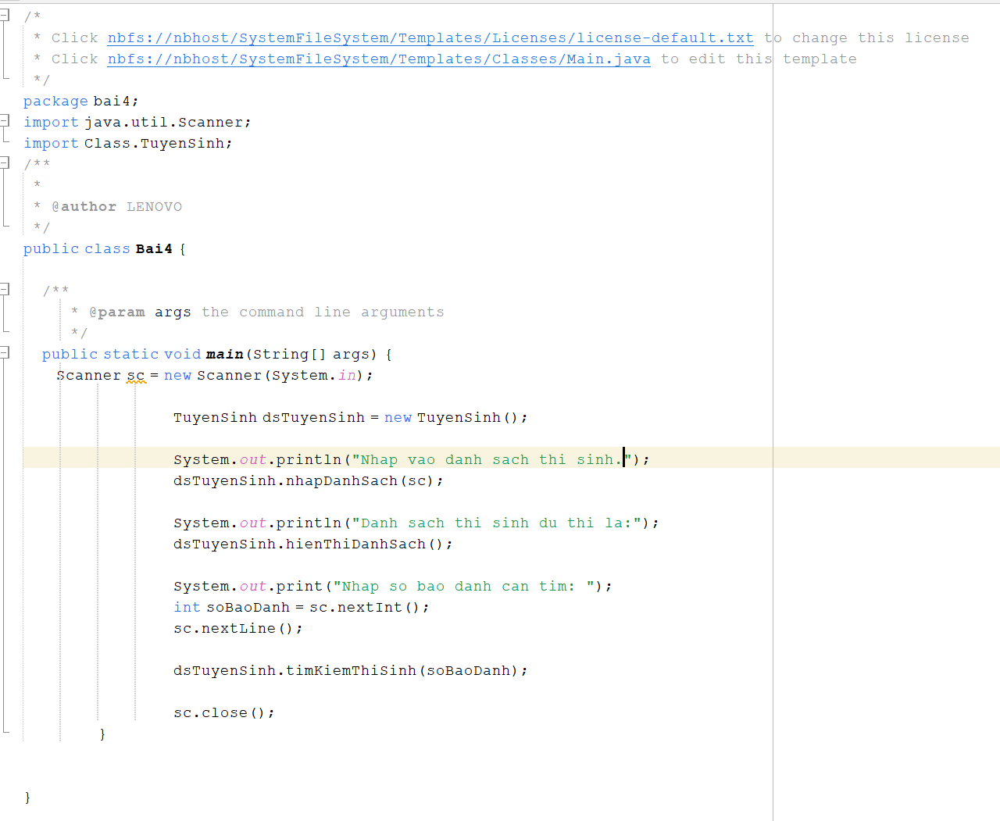 /*
 * Click nbfs://nbhost/SystemFileSystem/Templates/Licenses/license-default.txt to change this license
 * Click nbfs://nbhost/SystemFileSystem/Templates/Classes/Main.java to edit this template
 */
package bai4;
import java.util.Scanner;
import Class.TuyenSinh;
/**
 *
 * @author LENOVO
 */
public class Bai4 {
/**
 * @param args the command line arguments
 */
public static void main(String[] args) {
Scanner sc = new Scanner(System.in);
TuyenSinh dsTuyenSinh = new TuyenSinh();
System.out.println("Nhap vao danh sach thi sinh.");
dsTuyenSinh.nhapDanhSach(sc);
System.out.println("Danh sach thi sinh du thi la:");
dsTuyenSinh.hienThiDanhSach();
System.out.print("Nhap so bao danh can tim: ");
int soBaoDanh = sc.nextInt();
sc.nextLine();
dsTuyenSinh.timKiemThiSinh(soBaoDanh);
sc.close();
}
}